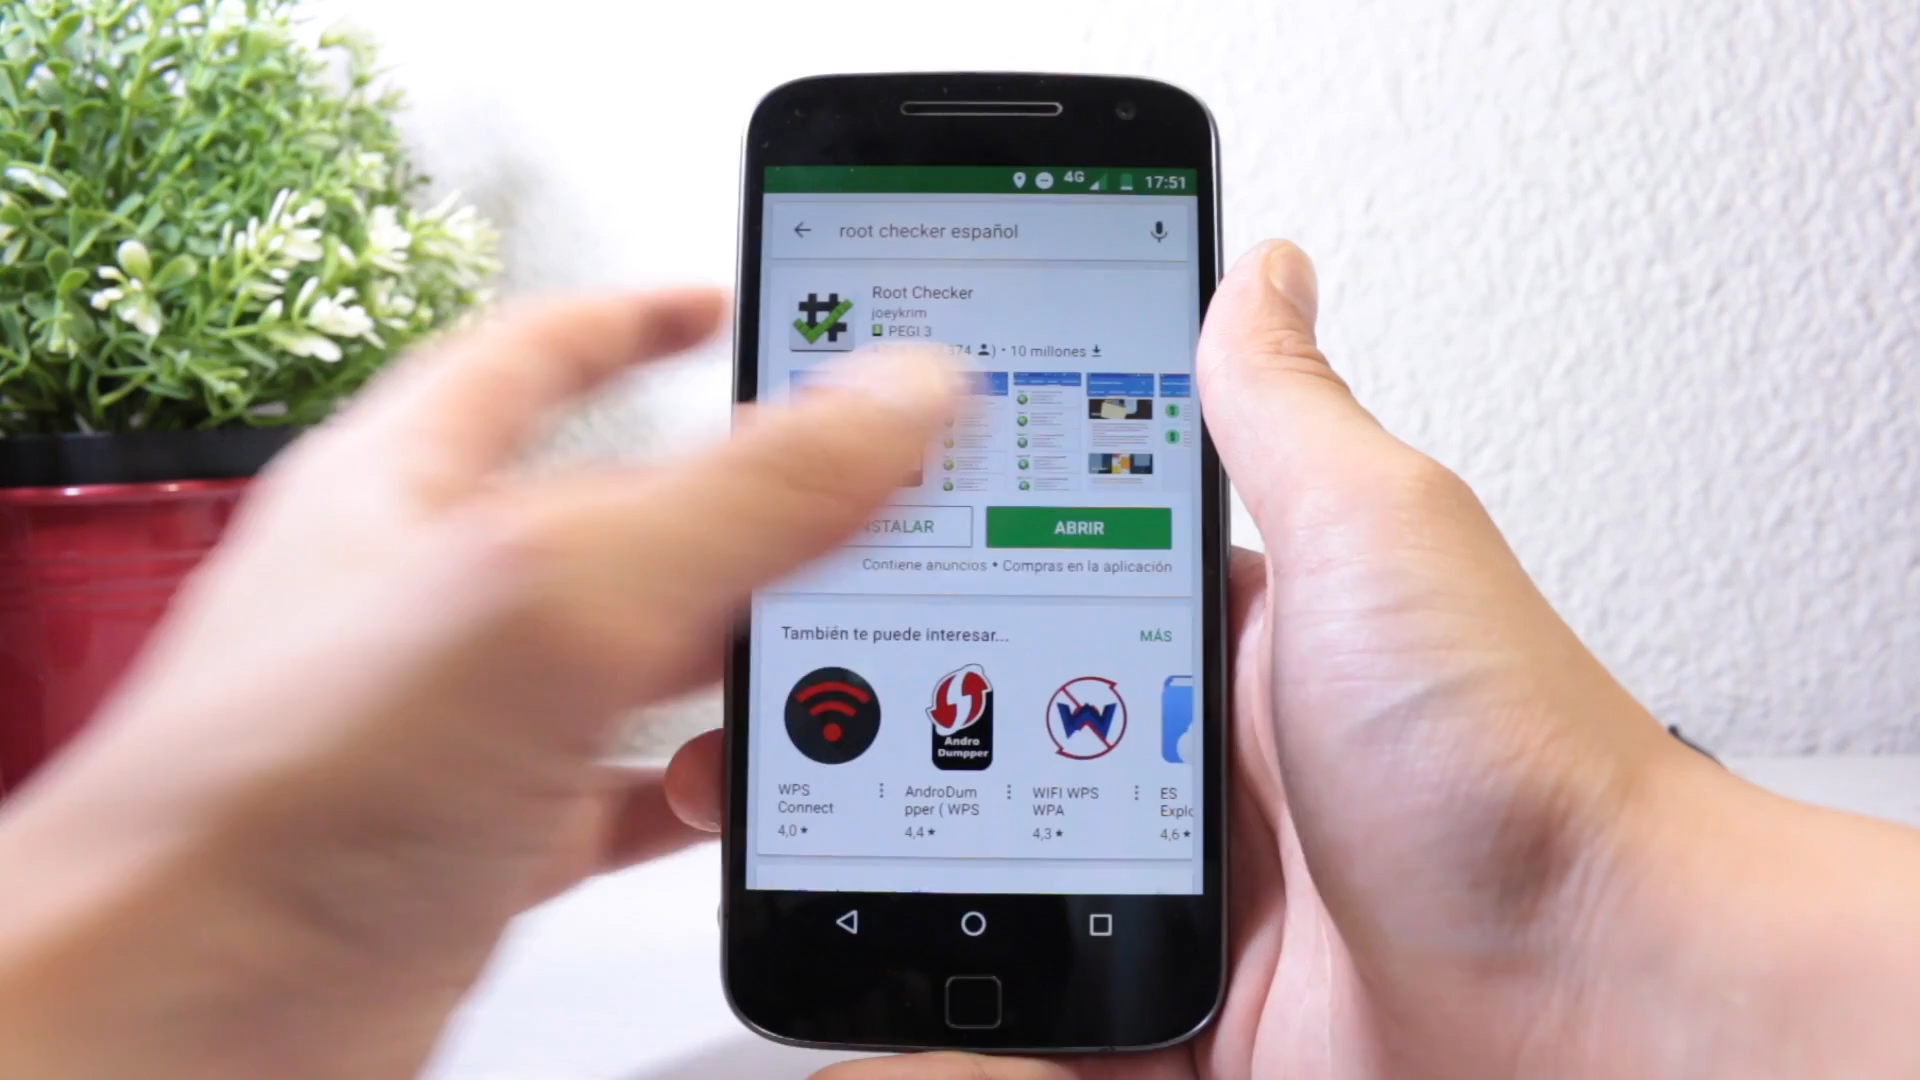 4G 17:51
root checker español
Root Checker
joeykrim
PEGI 3
10 millones
ABRIR
Contiene anuncios • Compras en la aplicación
También te puede interesar...
MÁS
Andro
Dumpper
WPS
Connect
4,0★
AndroDum
pper ( WPS
4,4★
WIFI WPS
WPA
4,3★
ES
4,6★